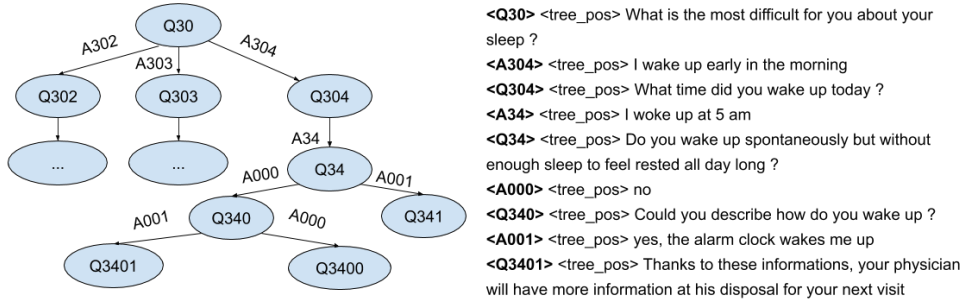 Q30
A302
A303
A304
Q302
Q303
Q304
A34
...
...
Q34
A000
A001
Q340
Q341
A001
A000
Q3401
Q3400
<Q30> <tree_pos> What is the most difficult for you about your
sleep ?
<A304> <tree_pos> I wake up early in the morning
<Q304> <tree_pos> What time did you wake up today ?
<A34> <tree_pos> I woke up at 5 am
<Q34> <tree_pos> Do you wake up spontaneously but without
enough sleep to feel rested all day long ?
<A000> <tree_pos> no
<Q340> <tree_pos> Could you describe how do you wake up ?
<A001> <tree_pos> yes, the alarm clock wakes me up
<Q3401> <tree_pos> Thanks to these informations, your physician
will have more information at his disposal for your next visit